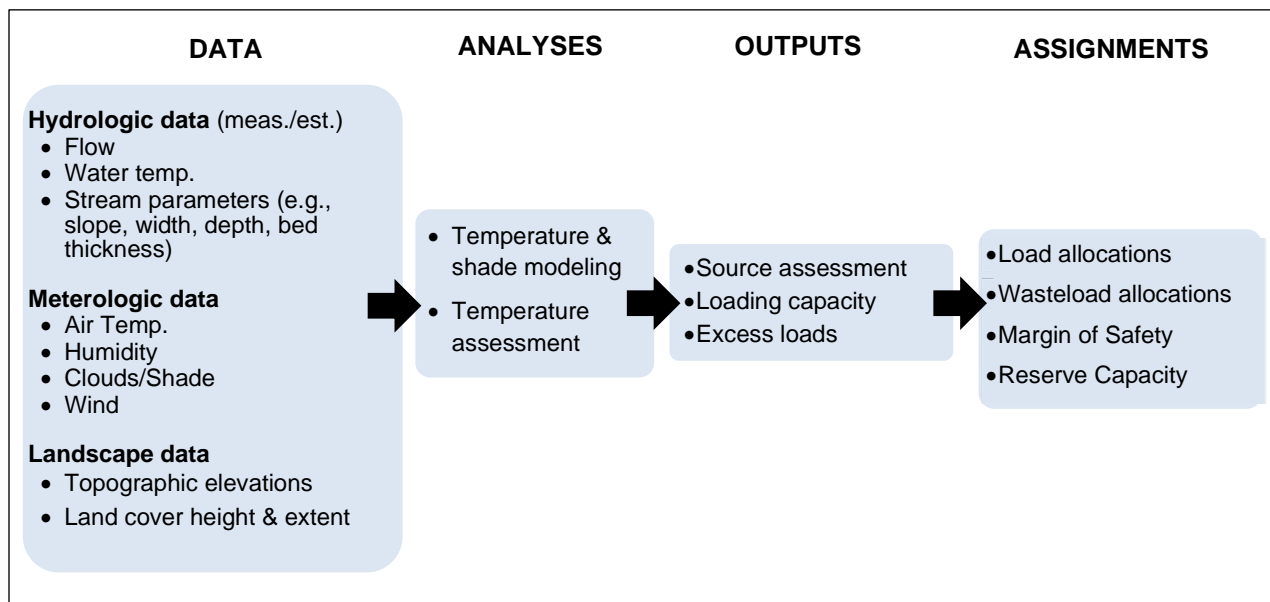 DATA
Hydrologic data (meas./est.)
• Flow
• Water temp.
• Stream parameters (e.g.,
slope, width, depth, bed
thickness)
Meterologic data
• Air Temp.
• Humidity
• Clouds/Shade
• Wind
Landscape data
• Topographic elevations
• Land cover height & extent
ANALYSES
• Temperature &
shade modeling
• Temperature
assessment
OUTPUTS
•Source assessment
•Loading capacity
•Excess loads
ASSIGNMENTS
•Load allocations
•Wasteload allocations
•Margin of Safety
•Reserve Capacity